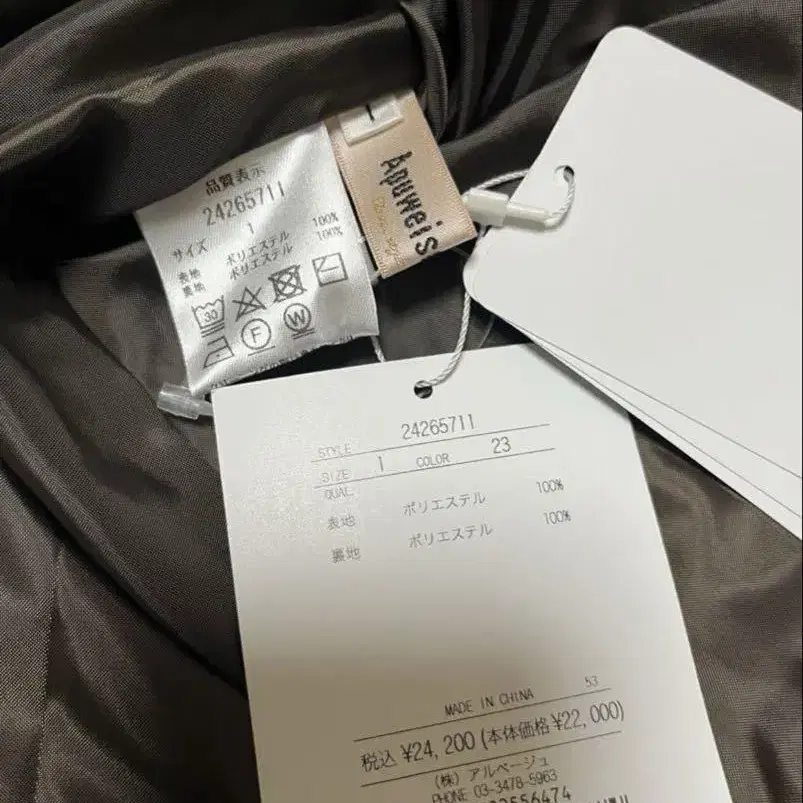 品質表示
24265711
サイズ 1
表地 ポリエステル 100%
裏地 ポリエステル 100%
30
F
W
1
Apuweis
STYLE 24265711
SIZE 1 COLOR 23
QUAL.
表地 ポリエステル 100%
裏地 ポリエステル 100%
MADE IN CHINA 53
税込 ¥24,200(本体価格¥22,000)
(株) アルページュ
PHONE 03-3478-5963